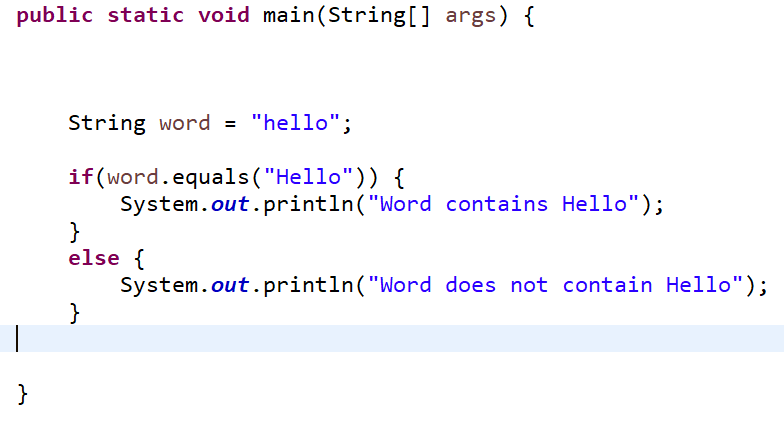 public static void main(String[] args) {
String word = "hello";
if(word.equals("Hello")) {
System.out.println("Word contains Hello");
}
else {
System.out.println("Word does not contain Hello");
}
}